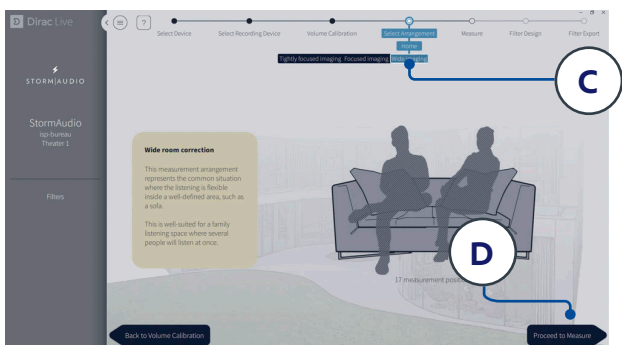 D Dirac Live
?
Select Device
Select Recording Device
Volume Calibration
Select Arrangement
Measure
Filter Design
Filter Export
Home
Tightly focused imaging Focused imaging Wide imaging
C
STORM|AUDIO
StormAudio
isp-bureau
Theater 1
Filters
Wide room correction
This measurement arrangement
represents the common situation
where the listening is flexible
inside a well-defined area, such as
a sofa.
This is well-suited for a family
listening space where several
people will listen at once.
D
17 measurement posit
Back to Volume Calibration
Proceed to Measure